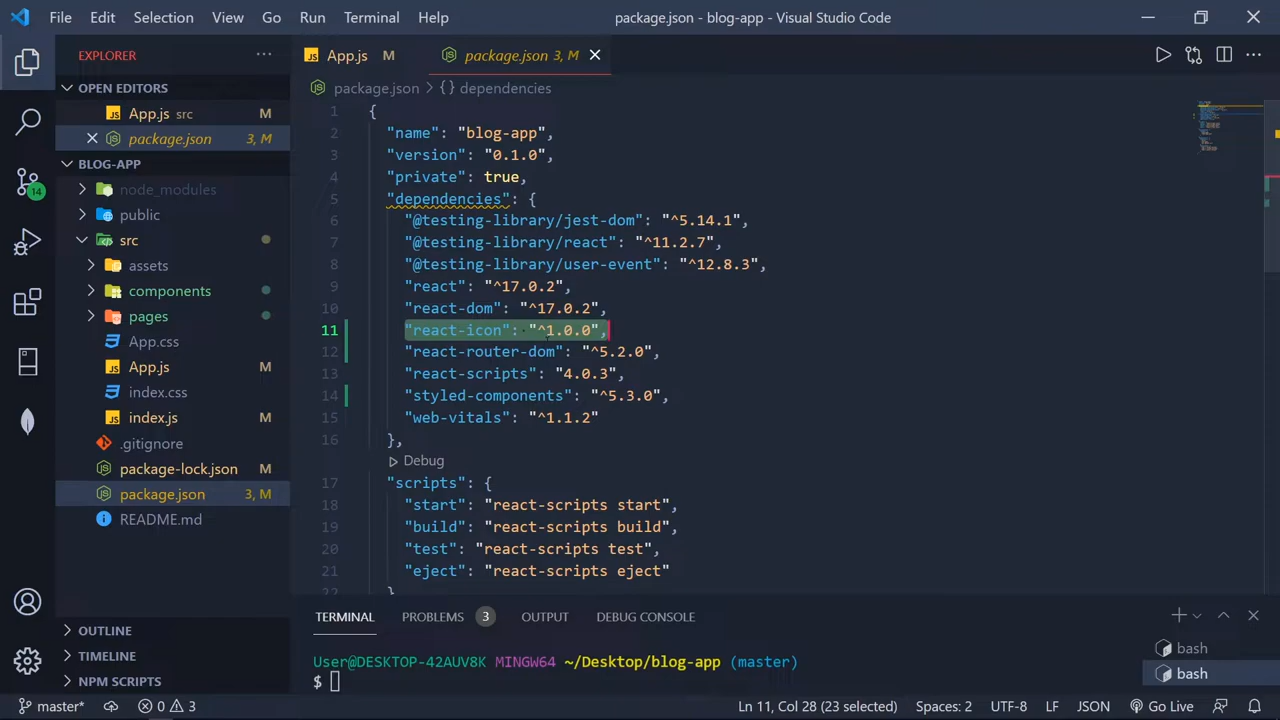 File Edit Selection View Go Run Terminal Help package.json - blog-app - Visual Studio Code
EXPLORER ... App.js M package.json 3, M
package.json > {} dependencies
OPEN EDITORS
App.js src M
package.json 3, M
BLOG-APP
node_modules
public
src
assets
components
pages
App.css
App.js M
index.css
index.js M
.gitignore
package-lock.json M
package.json 3, M
README.md
OUTLINE
TIMELINE
NPM SCRIPTS
14
1 {
2 "name": "blog-app",
3 "version": "0.1.0",
4 "private": true,
5 "dependencies": {
6 "@testing-library/jest-dom": "^5.14.1",
7 "@testing-library/react": "^11.2.7",
8 "@testing-library/user-event": "^12.8.3",
9 "react": "^17.0.2",
10 "react-dom": "^17.0.2",
11 "react-icon": "^1.0.0",
12 "react-router-dom": "^5.2.0",
13 "react-scripts": "4.0.3",
14 "styled-components": "^5.3.0",
15 "web-vitals": "^1.1.2"
16 },
Debug
17 "scripts": {
18 "start": "react-scripts start",
19 "build": "react-scripts build",
20 "test": "react-scripts test",
21 "eject": "react-scripts eject"
22 }
TERMINAL PROBLEMS 3 OUTPUT DEBUG CONSOLE
User@DESKTOP-42AUV8K MINGW64 ~/Desktop/blog-app (master)
$
bash
bash
master* 0 3 Ln 11, Col 28 (23 selected) Spaces: 2 UTF-8 LF JSON Go Live